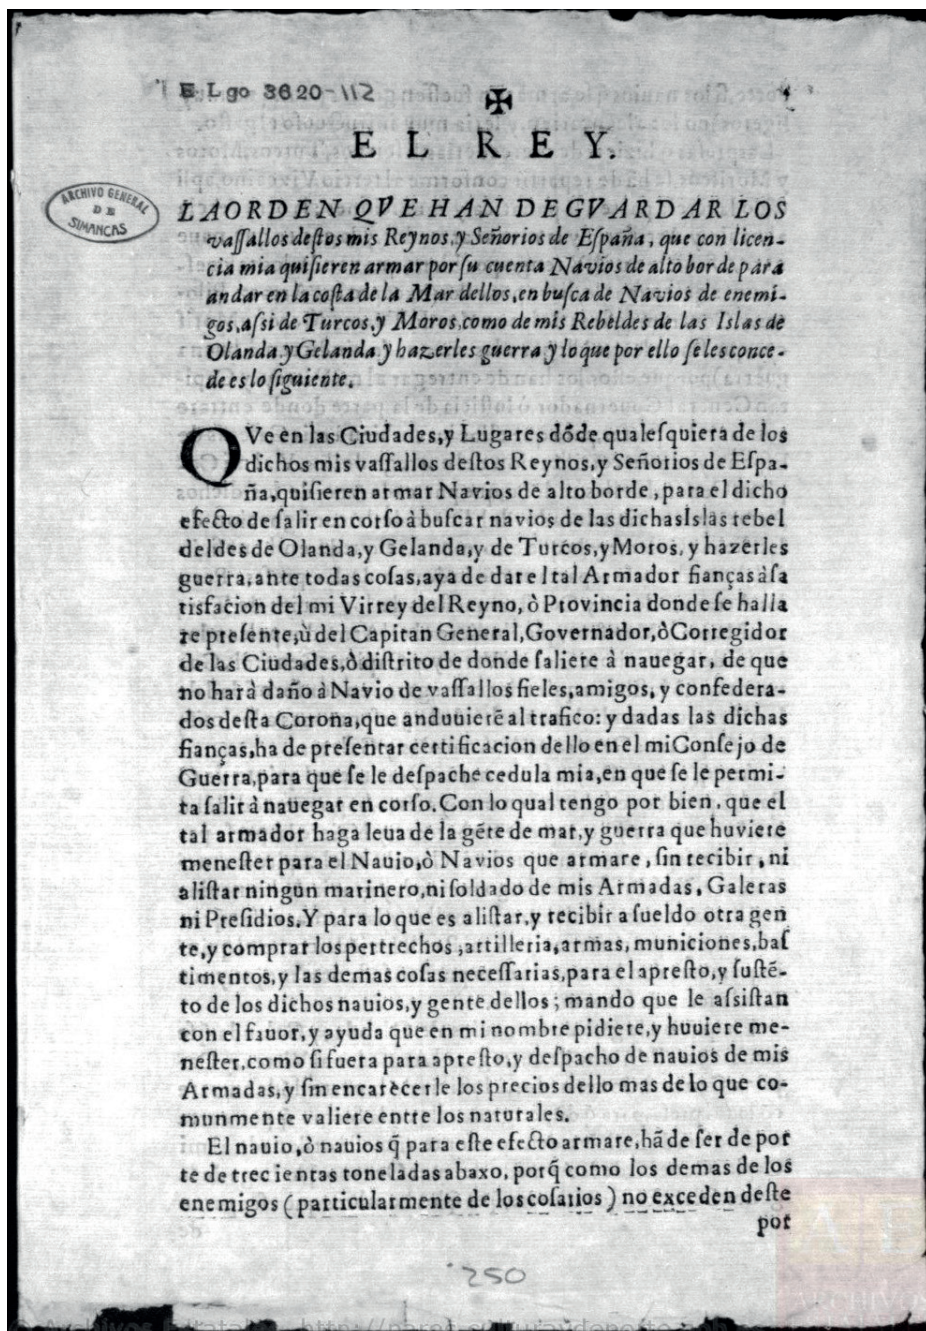 E. Lgo 3620-112
✠
EL REY.
ARCHIVO GENERAL
DE
SIMANCAS
LA ORDEN QVE HAN DE GVARDAR LOS
vaſſallos deſtos mis Reynos, y Señorios de Eſpaña, que con licen-
cia mia quiſieren armar por ſu cuenta Navios de alto borde para
andar en la coſta de la Mar dellos, en buſca de Navios de enemi-
gos, aſsi de Turcos, y Moros, como de mis Rebeldes de las Islas de
Olanda, y Gelanda, y hazerles guerra, y lo que por ello ſe les conce-
de es lo ſiguiente.
QVe en las Ciudades, y Lugares dõde qualeſquiera de los
dichos mis vaſſallos deſtos Reynos, y Señorios de Eſpa-
ña, quiſieren armar Navios de alto borde, para el dicho
efecto de ſalir en corſo à buſcar navios de las dichas Islas rebel
deldes de Olanda, y Gelanda, y de Turcos, y Moros, y hazerles
guerra, ante todas coſas, aya de dar el tal Armador fianças à ſa
tisfacion del mi Virrey del Reyno, ò Provincia donde ſe halla
re preſente, ù del Capitan General, Governador, ò Corregidor
de las Ciudades, ò diſtrito de donde ſaliere à nauegar, de que
no harà daño à Navio de vaſſallos fieles, amigos, y confedera-
dos deſta Corona, que anduuierẽ al trafico: y dadas las dichas
fianças, ha de preſentar certificacion dello en el mi Conſejo de
Guerra, para que ſe le deſpache cedula mia, en que ſe le permi-
ta ſalir à nauegar en corſo. Con lo qual tengo por bien, que el
tal armador haga leua de la gẽte de mar, y guerra que huviere
meneſter para el Nauio, ò Navios que armare, ſin recibir, ni
aliſtar ningun marinero, ni ſoldado de mis Armadas, Galeras
ni Preſidios. Y para lo que es aliſtar, y recibir a ſueldo otra gen
te, y comprar los pertrechos, artilleria, armas, municiones, baſ
timentos, y las demas coſas neceſſarias, para el apreſto, y ſuſtẽ-
to de los dichos nauios, y gente dellos; mando que le aſsiſtan
con el fauor, y ayuda que en mi nombre pidiere, y huuiere me-
neſter, como ſi fuera para apreſto, y deſpacho de nauios de mis
Armadas, y ſin encarècerle los precios dello mas de lo que co-
munmente valiere entre los naturales.
El nauio, ò nauios q̃ para eſte efecto armare, hã de ſer de por
te de trecientas toneladas abaxo, porq̃ como los demas de los
enemigos (particularmente de los coſarios) no exceden deſte
por
250